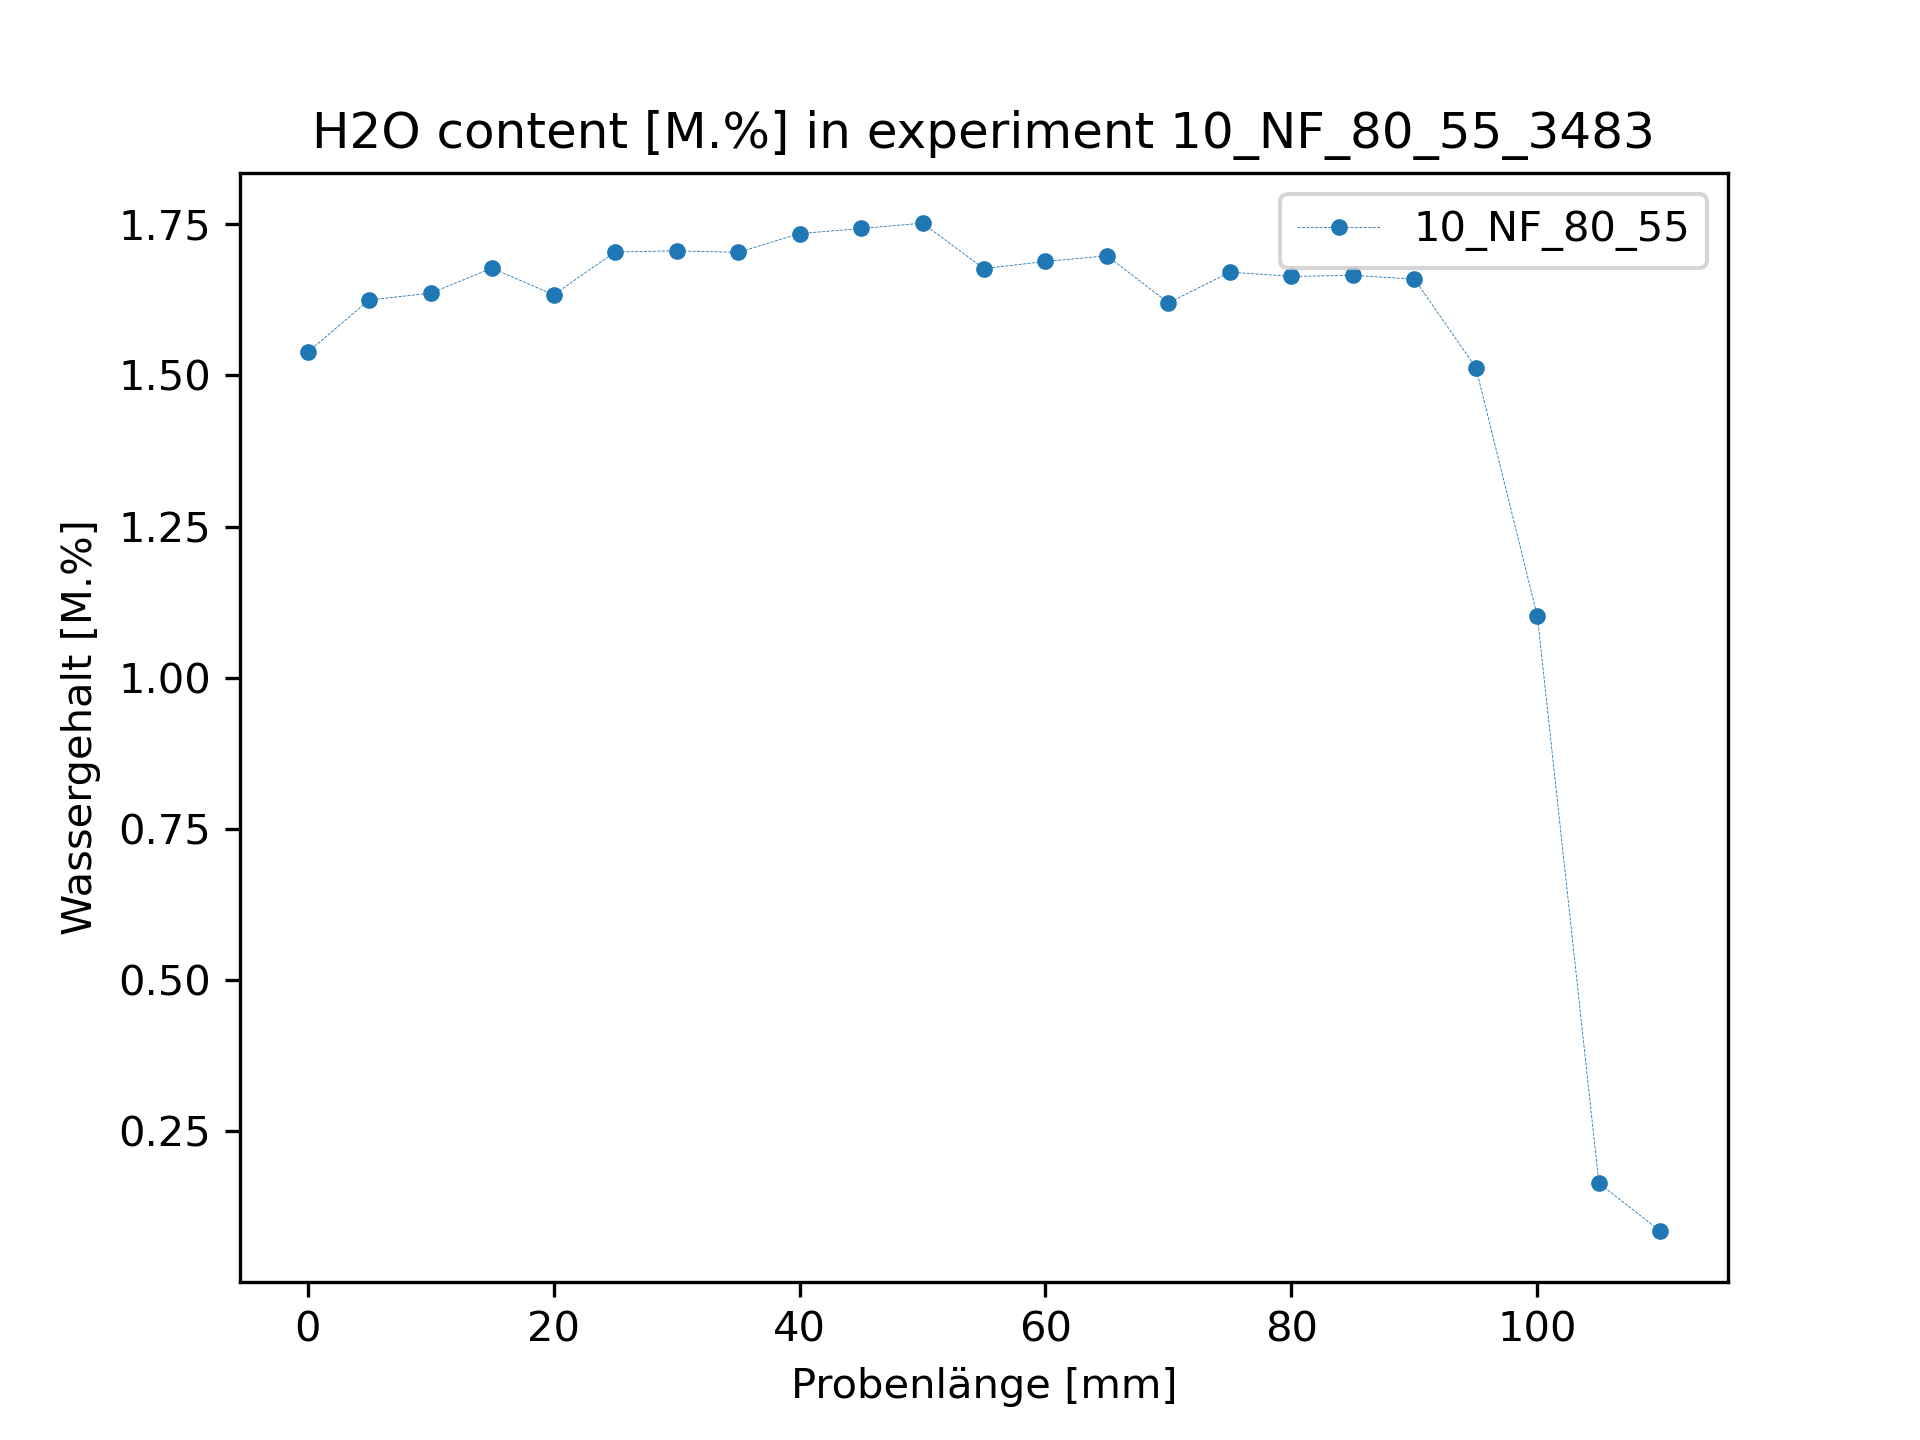 H2O content [M.%] in experiment 10_NF_80_55_3483
10_NF_80_55
1.75
1.50
1.25
1.00
0.75
0.50
0.25
Wassergehalt [M.%]
0 20 40 60 80 100
Probenlänge [mm]